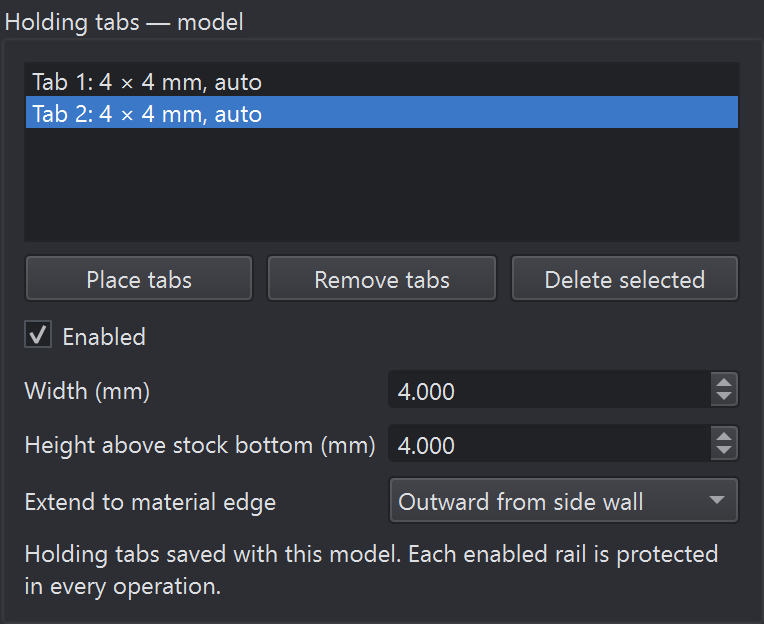 Holding tabs — model
Tab 1: 4 × 4 mm, auto
Tab 2: 4 × 4 mm, auto
Place tabs
Remove tabs
Delete selected
Enabled
Width (mm)
4.000
Height above stock bottom (mm)
4.000
Extend to material edge
Outward from side wall
Holding tabs saved with this model. Each enabled rail is protected
in every operation.